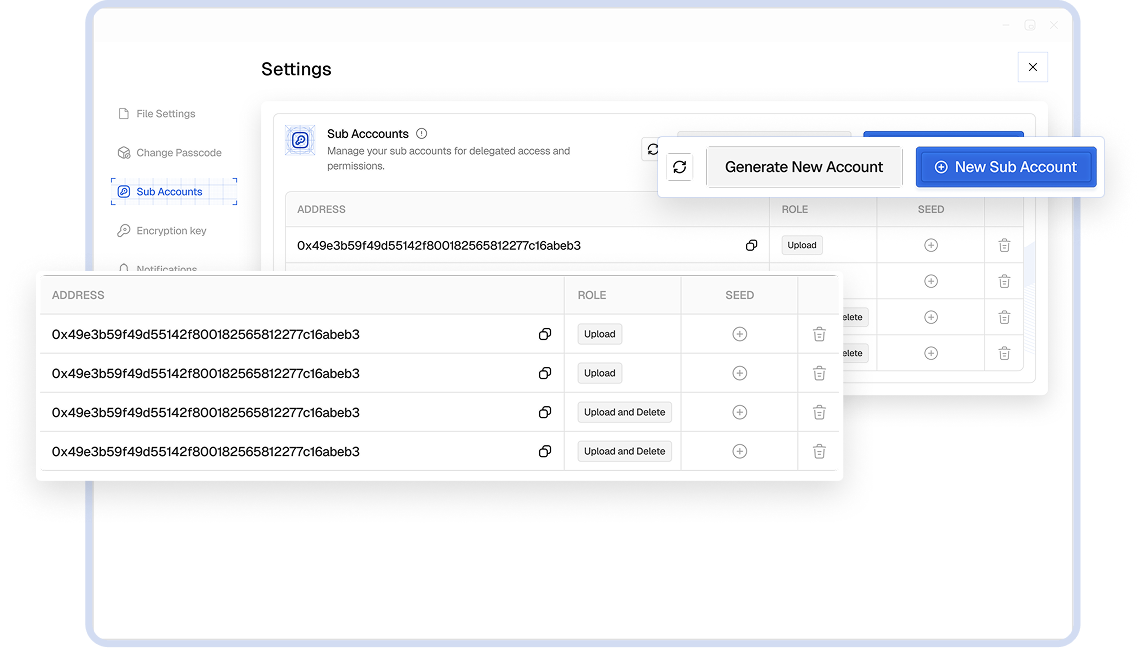 Settings
File Settings
Change Passcode
Sub Accounts
Encryption key
Notifications
Sub Acccounts
Manage your sub accounts for delegated access and
permissions.
Generate New Account
New Sub Account
ADDRESS ROLE SEED
0x49e3b59f49d55142f800182565812277c16abeb3 Upload
elete
elete
ADDRESS ROLE SEED
0x49e3b59f49d55142f800182565812277c16abeb3 Upload
0x49e3b59f49d55142f800182565812277c16abeb3 Upload
0x49e3b59f49d55142f800182565812277c16abeb3 Upload and Delete
0x49e3b59f49d55142f800182565812277c16abeb3 Upload and Delete